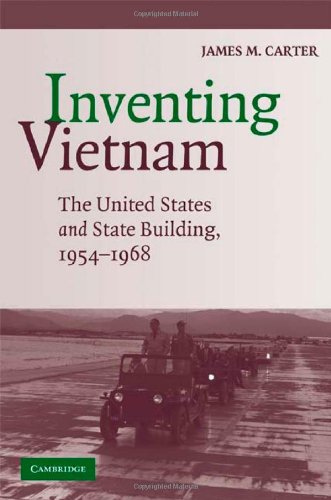 JAMES M. CARTER
Inventing
Vietnam
The United States
and State Building,
1954–1968
CAMBRIDGE